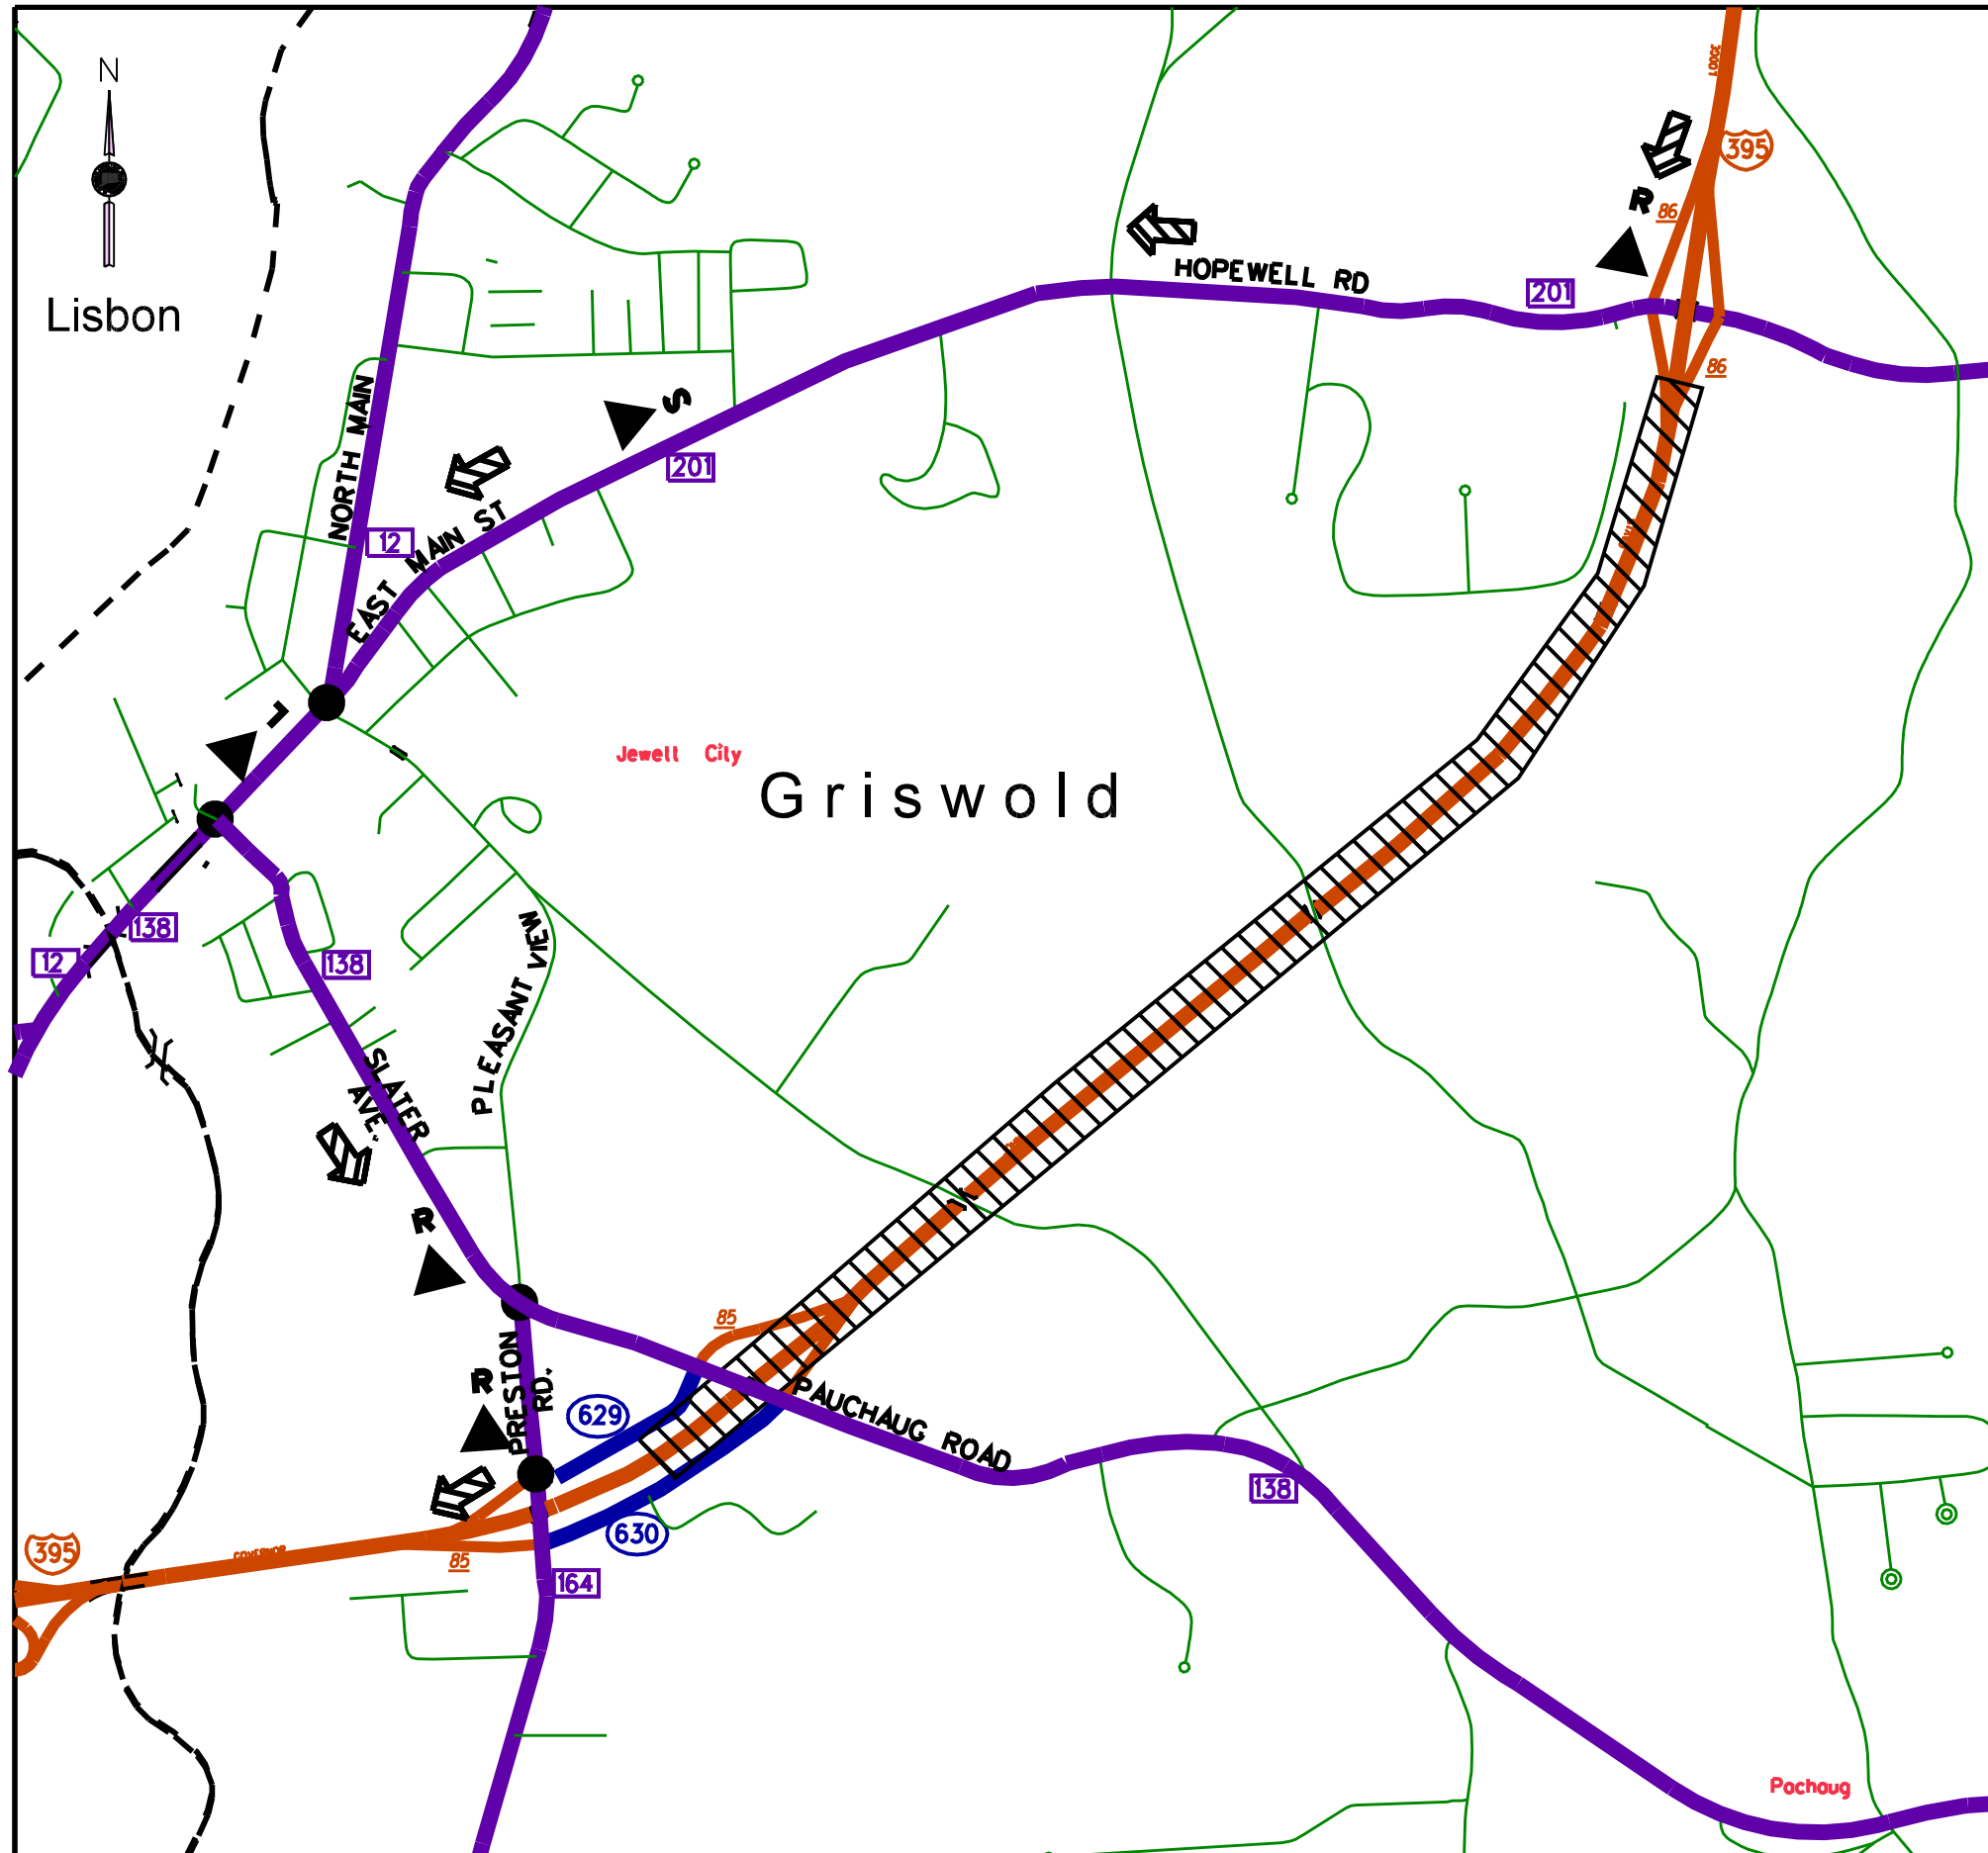 N
Lisbon
395
R
86
HOPEWELL RD
201
86
NORTH MAIN
S
201
12
EAST MAIN ST
Jewell City
Griswold
138
12
138
PLEASANT VIEW
SLATER
AVE.
R
85
PRESTON
RD.
R
629
PAUCHAUG ROAD
138
630
395
85
164
Pachaug